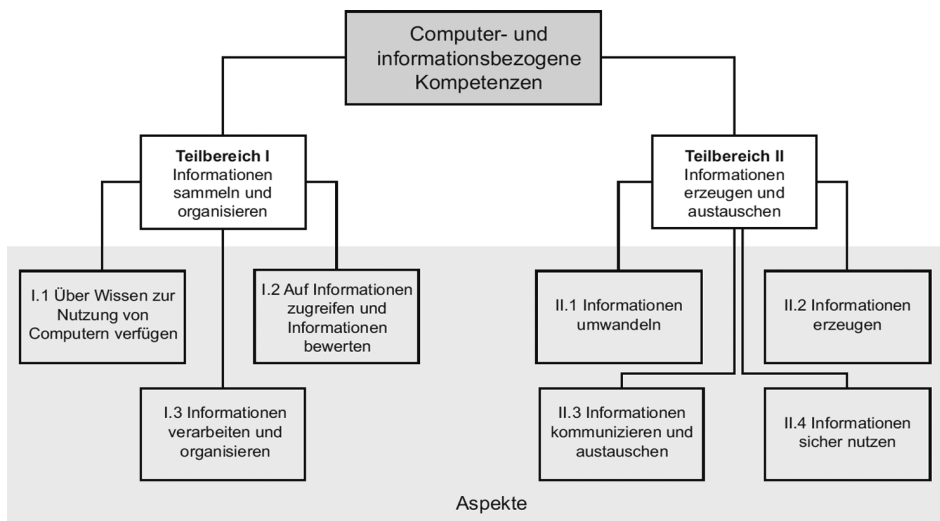 Computer- und
informationsbezogene
Kompetenzen
Teilbereich I
Informationen
sammeln und
organisieren
Teilbereich II
Informationen
erzeugen und
austauschen
I.1 Über Wissen zur
Nutzung von
Computern verfügen
I.2 Auf Informationen
zugreifen und
Informationen
bewerten
I.3 Informationen
verarbeiten und
organisieren
II.1 Informationen
umwandeln
II.2 Informationen
erzeugen
II.3 Informationen
kommunizieren und
austauschen
II.4 Informationen
sicher nutzen
Aspekte